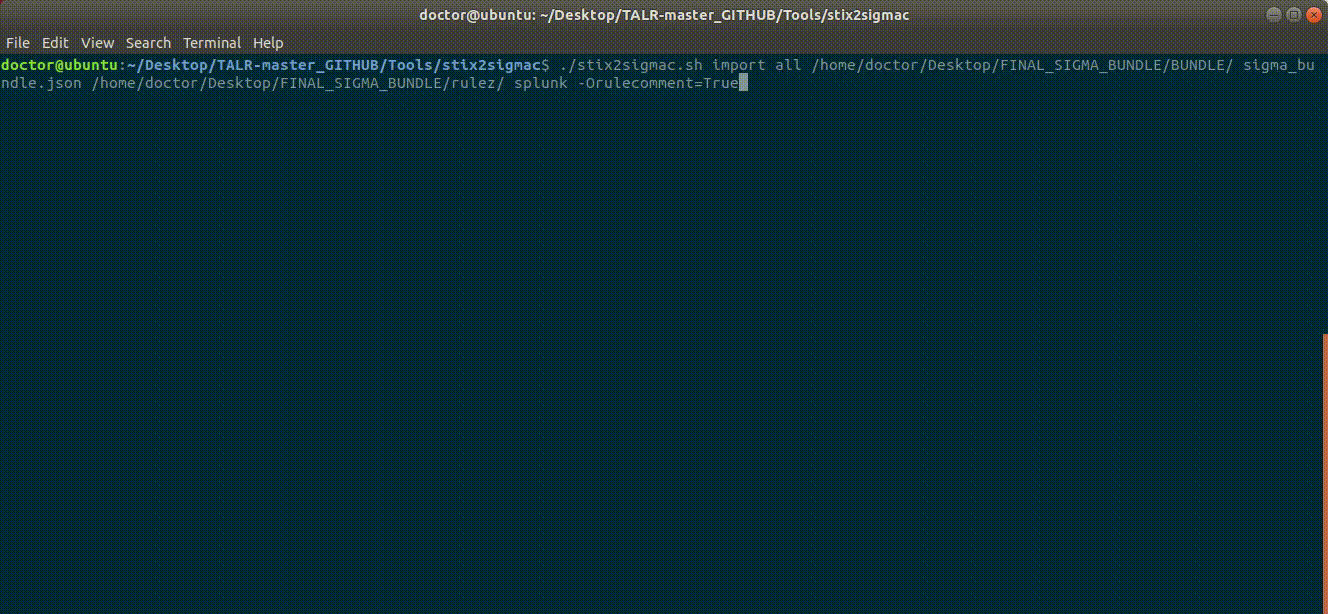 doctor@ubuntu: ~/Desktop/TALR-master_GITHUB/Tools/stix2sigmac
File Edit View Search Terminal Help
doctor@ubuntu:~/Desktop/TALR-master_GITHUB/Tools/stix2sigmac$ ./stix2sigmac.sh import all /home/doctor/Desktop/FINAL_SIGMA_BUNDLE/BUNDLE/ sigma_bu
ndle.json /home/doctor/Desktop/FINAL_SIGMA_BUNDLE/rulez/ splunk -Orulecomment=True